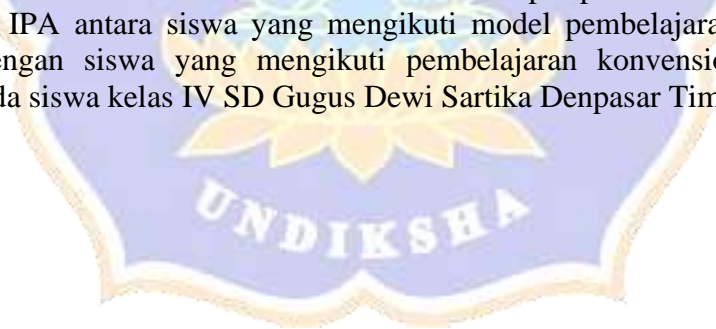 IPA antara siswa yang mengikuti model pembelajara
engan siswa yang mengikuti pembelajaran konvensio
da siswa kelas IV SD Gugus Dewi Sartika Denpasar Tim
UNDIKSHA